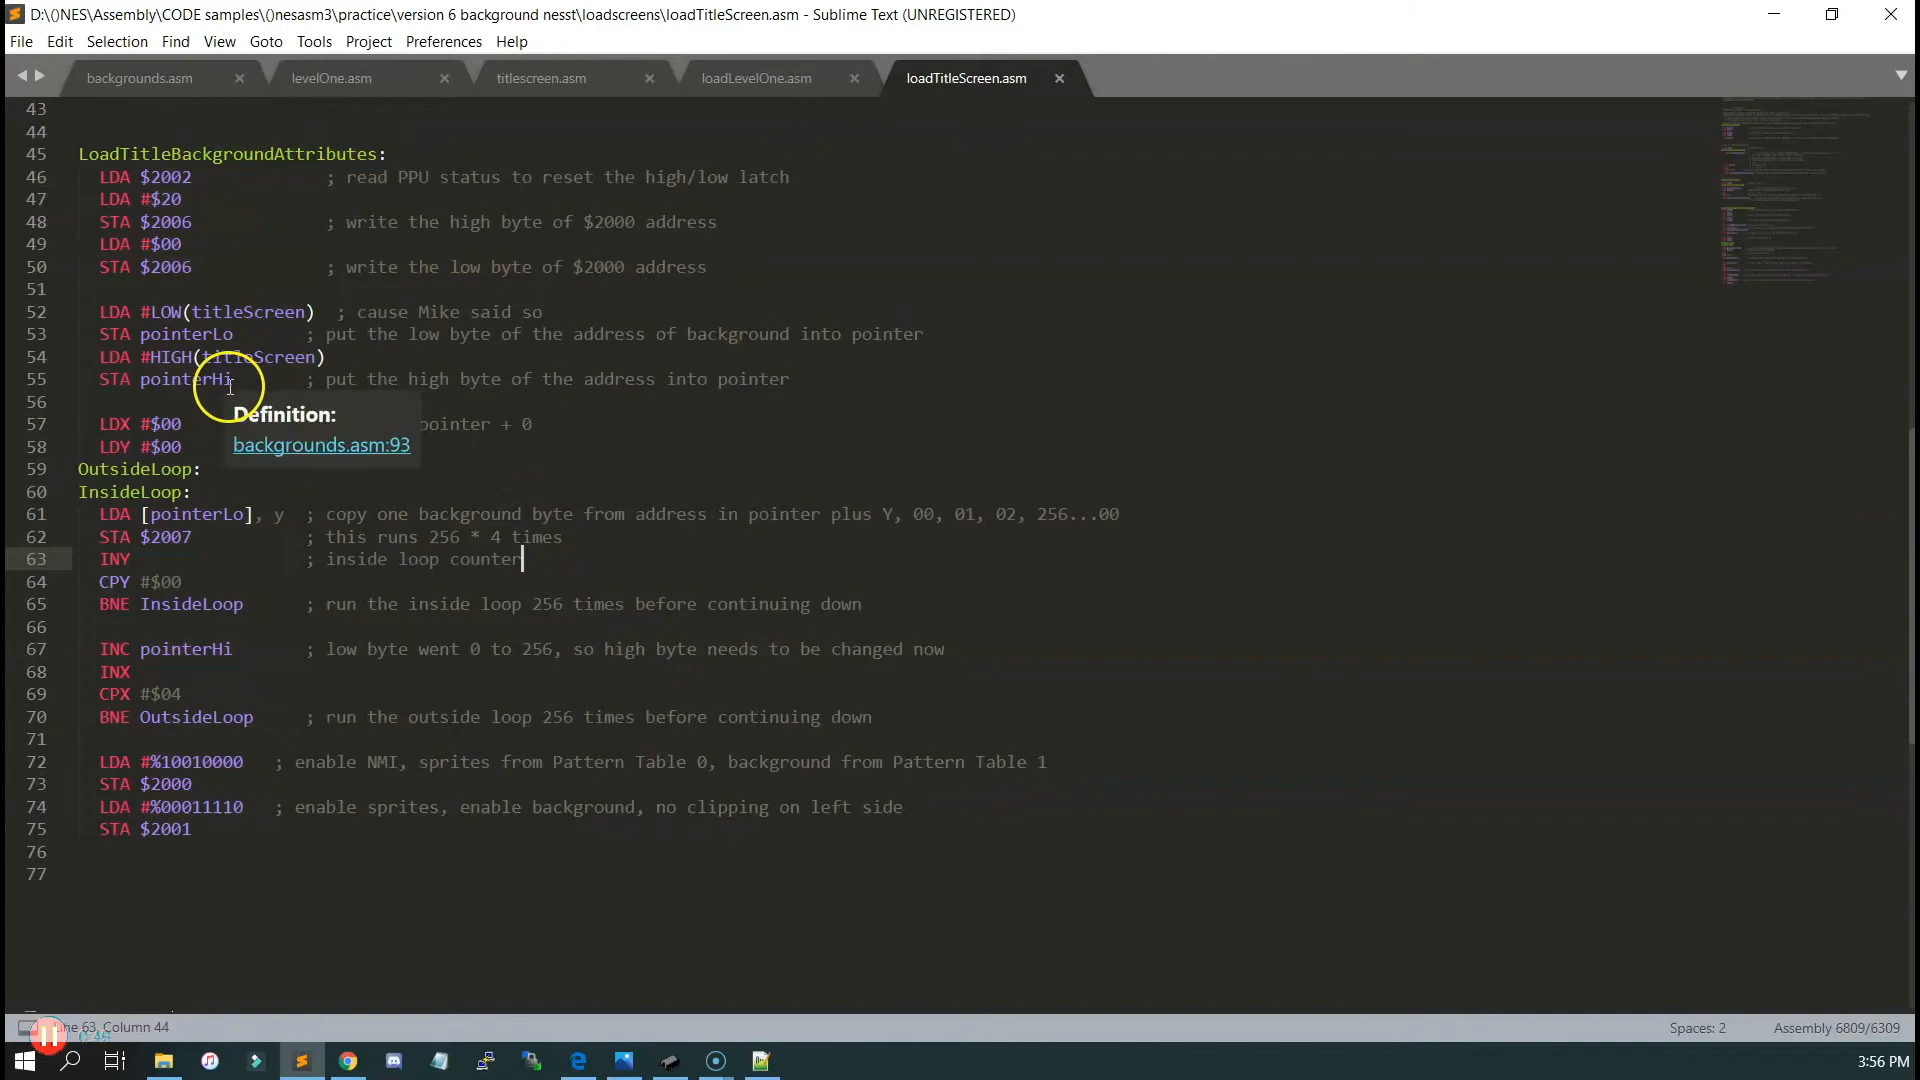 D:\()NES\Assembly\CODE samples\()nesasm3\practice\version 6 background nesst\loadscreens\loadTitleScreen.asm - Sublime Text (UNREGISTERED)
File Edit Selection Find View Goto Tools Project Preferences Help
backgrounds.asm levelOne.asm titlescreen.asm loadLevelOne.asm loadTitleScreen.asm
43
44
45 LoadTitleBackgroundAttributes:
46 LDA $2002 ; read PPU status to reset the high/low latch
47 LDA #$20
48 STA $2006 ; write the high byte of $2000 address
49 LDA #$00
50 STA $2006 ; write the low byte of $2000 address
51
52 LDA #LOW(titleScreen) ; cause Mike said so
53 STA pointerLo ; put the low byte of the address of background into pointer
54 LDA #HIGH(titleScreen)
55 STA pointerHi ; put the high byte of the address into pointer
56
Definition:
57 LDX #$00 pointer + 0
58 LDY #$00
backgrounds.asm:93
59 OutsideLoop:
60 InsideLoop:
61 LDA [pointerLo], y ; copy one background byte from address in pointer plus Y, 00, 01, 02, 256...00
62 STA $2007 ; this runs 256 * 4 times
63 INY ; inside loop counter
64 CPY #$00
65 BNE InsideLoop ; run the inside loop 256 times before continuing down
66
67 INC pointerHi ; low byte went 0 to 256, so high byte needs to be changed now
68 INX
69 CPX #$04
70 BNE OutsideLoop ; run the outside loop 256 times before continuing down
71
72 LDA #%10010000 ; enable NMI, sprites from Pattern Table 0, background from Pattern Table 1
73 STA $2000
74 LDA #%00011110 ; enable sprites, enable background, no clipping on left side
75 STA $2001
76
77
63, Column 44 Spaces: 2 Assembly 6809/6309
3:56 PM